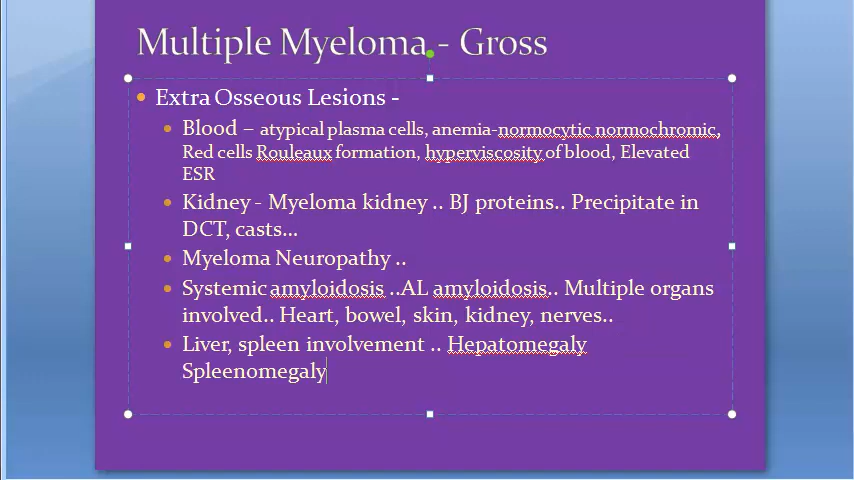 Multiple Myeloma - Gross
Extra Osseous Lesions -
Blood – atypical plasma cells, anemia-normocytic normochromic,
Red cells Rouleaux formation, hyperviscosity of blood, Elevated
ESR
Kidney - Myeloma kidney .. BJ proteins.. Precipitate in
DCT, casts...
Myeloma Neuropathy ..
Systemic amyloidosis ..AL amyloidosis.. Multiple organs
involved.. Heart, bowel, skin, kidney, nerves..
Liver, spleen involvement .. Hepatomegaly
Spleenomegaly